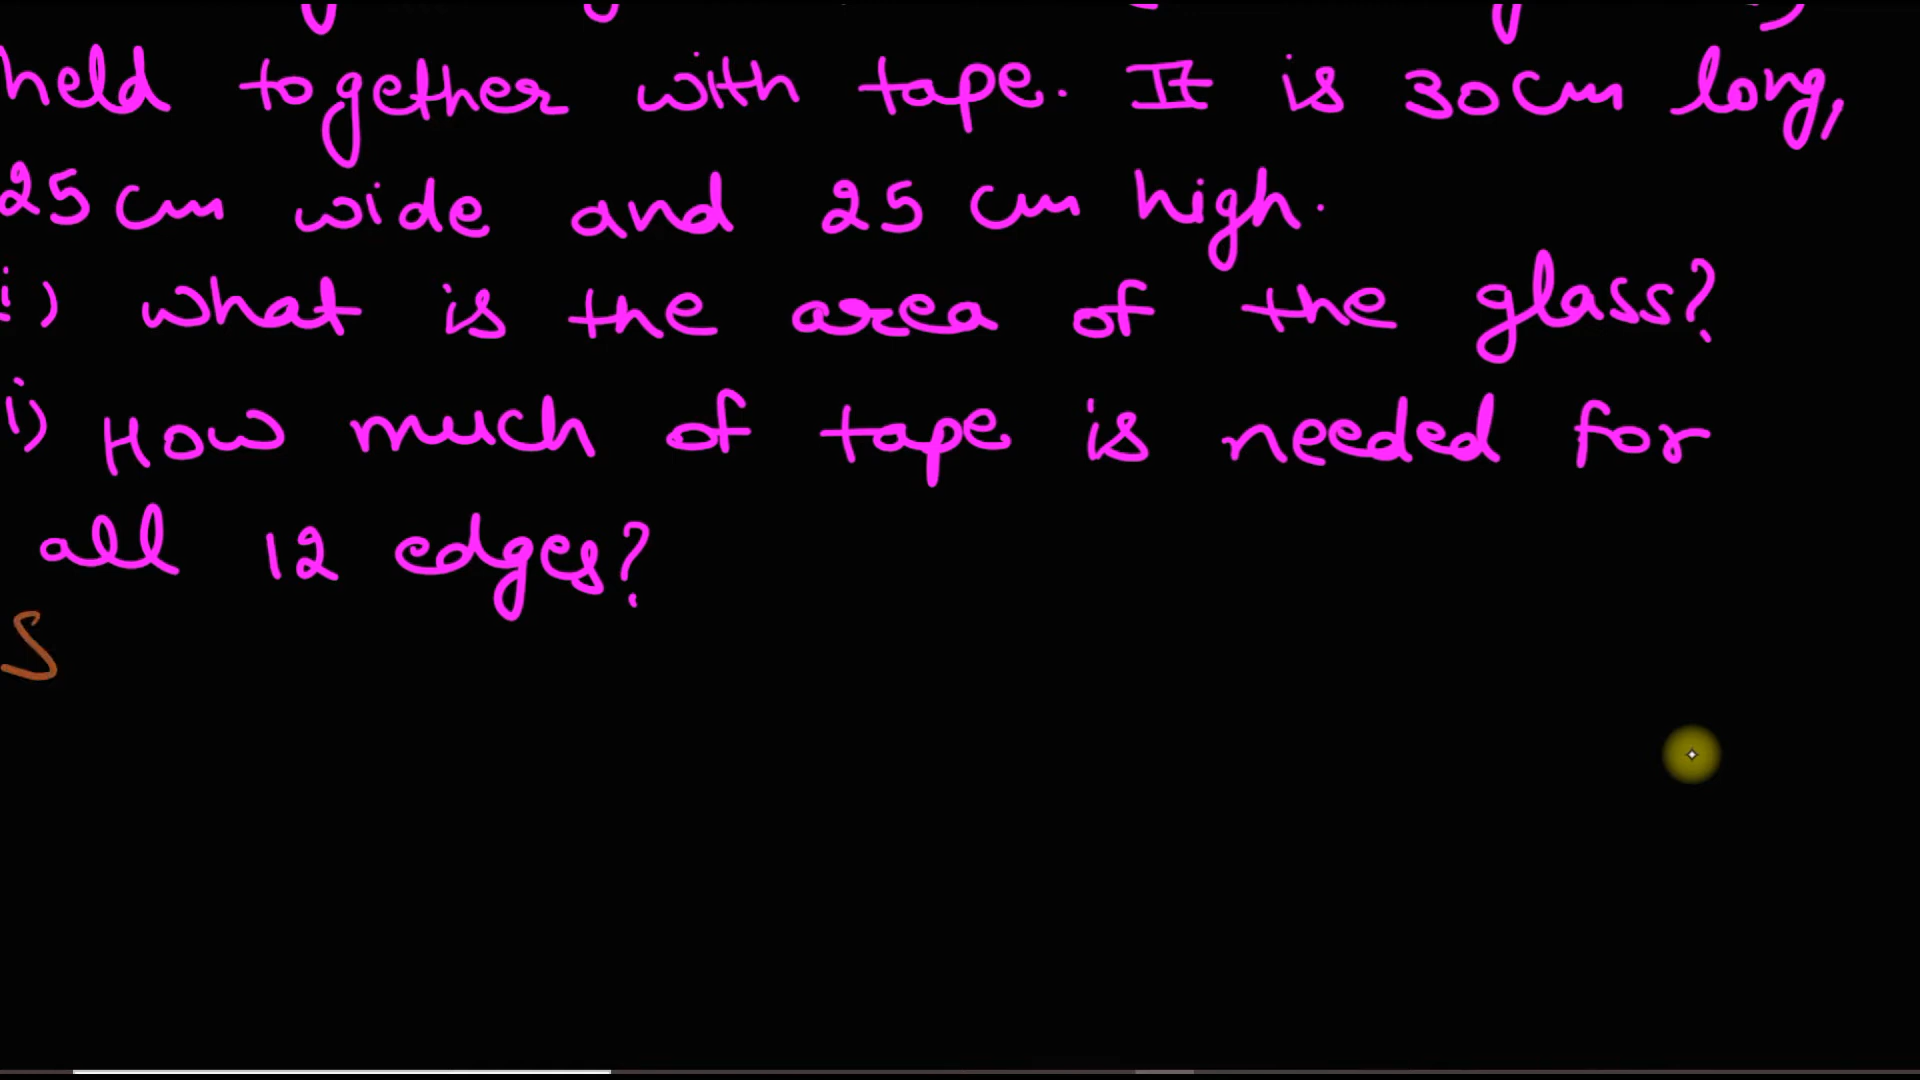 held together with tape. It is 30cm long,
25 cm wide and 25 cm high.
i) what is the area of the glass?
i) How much of tape is needed for
all 12 edges?
S